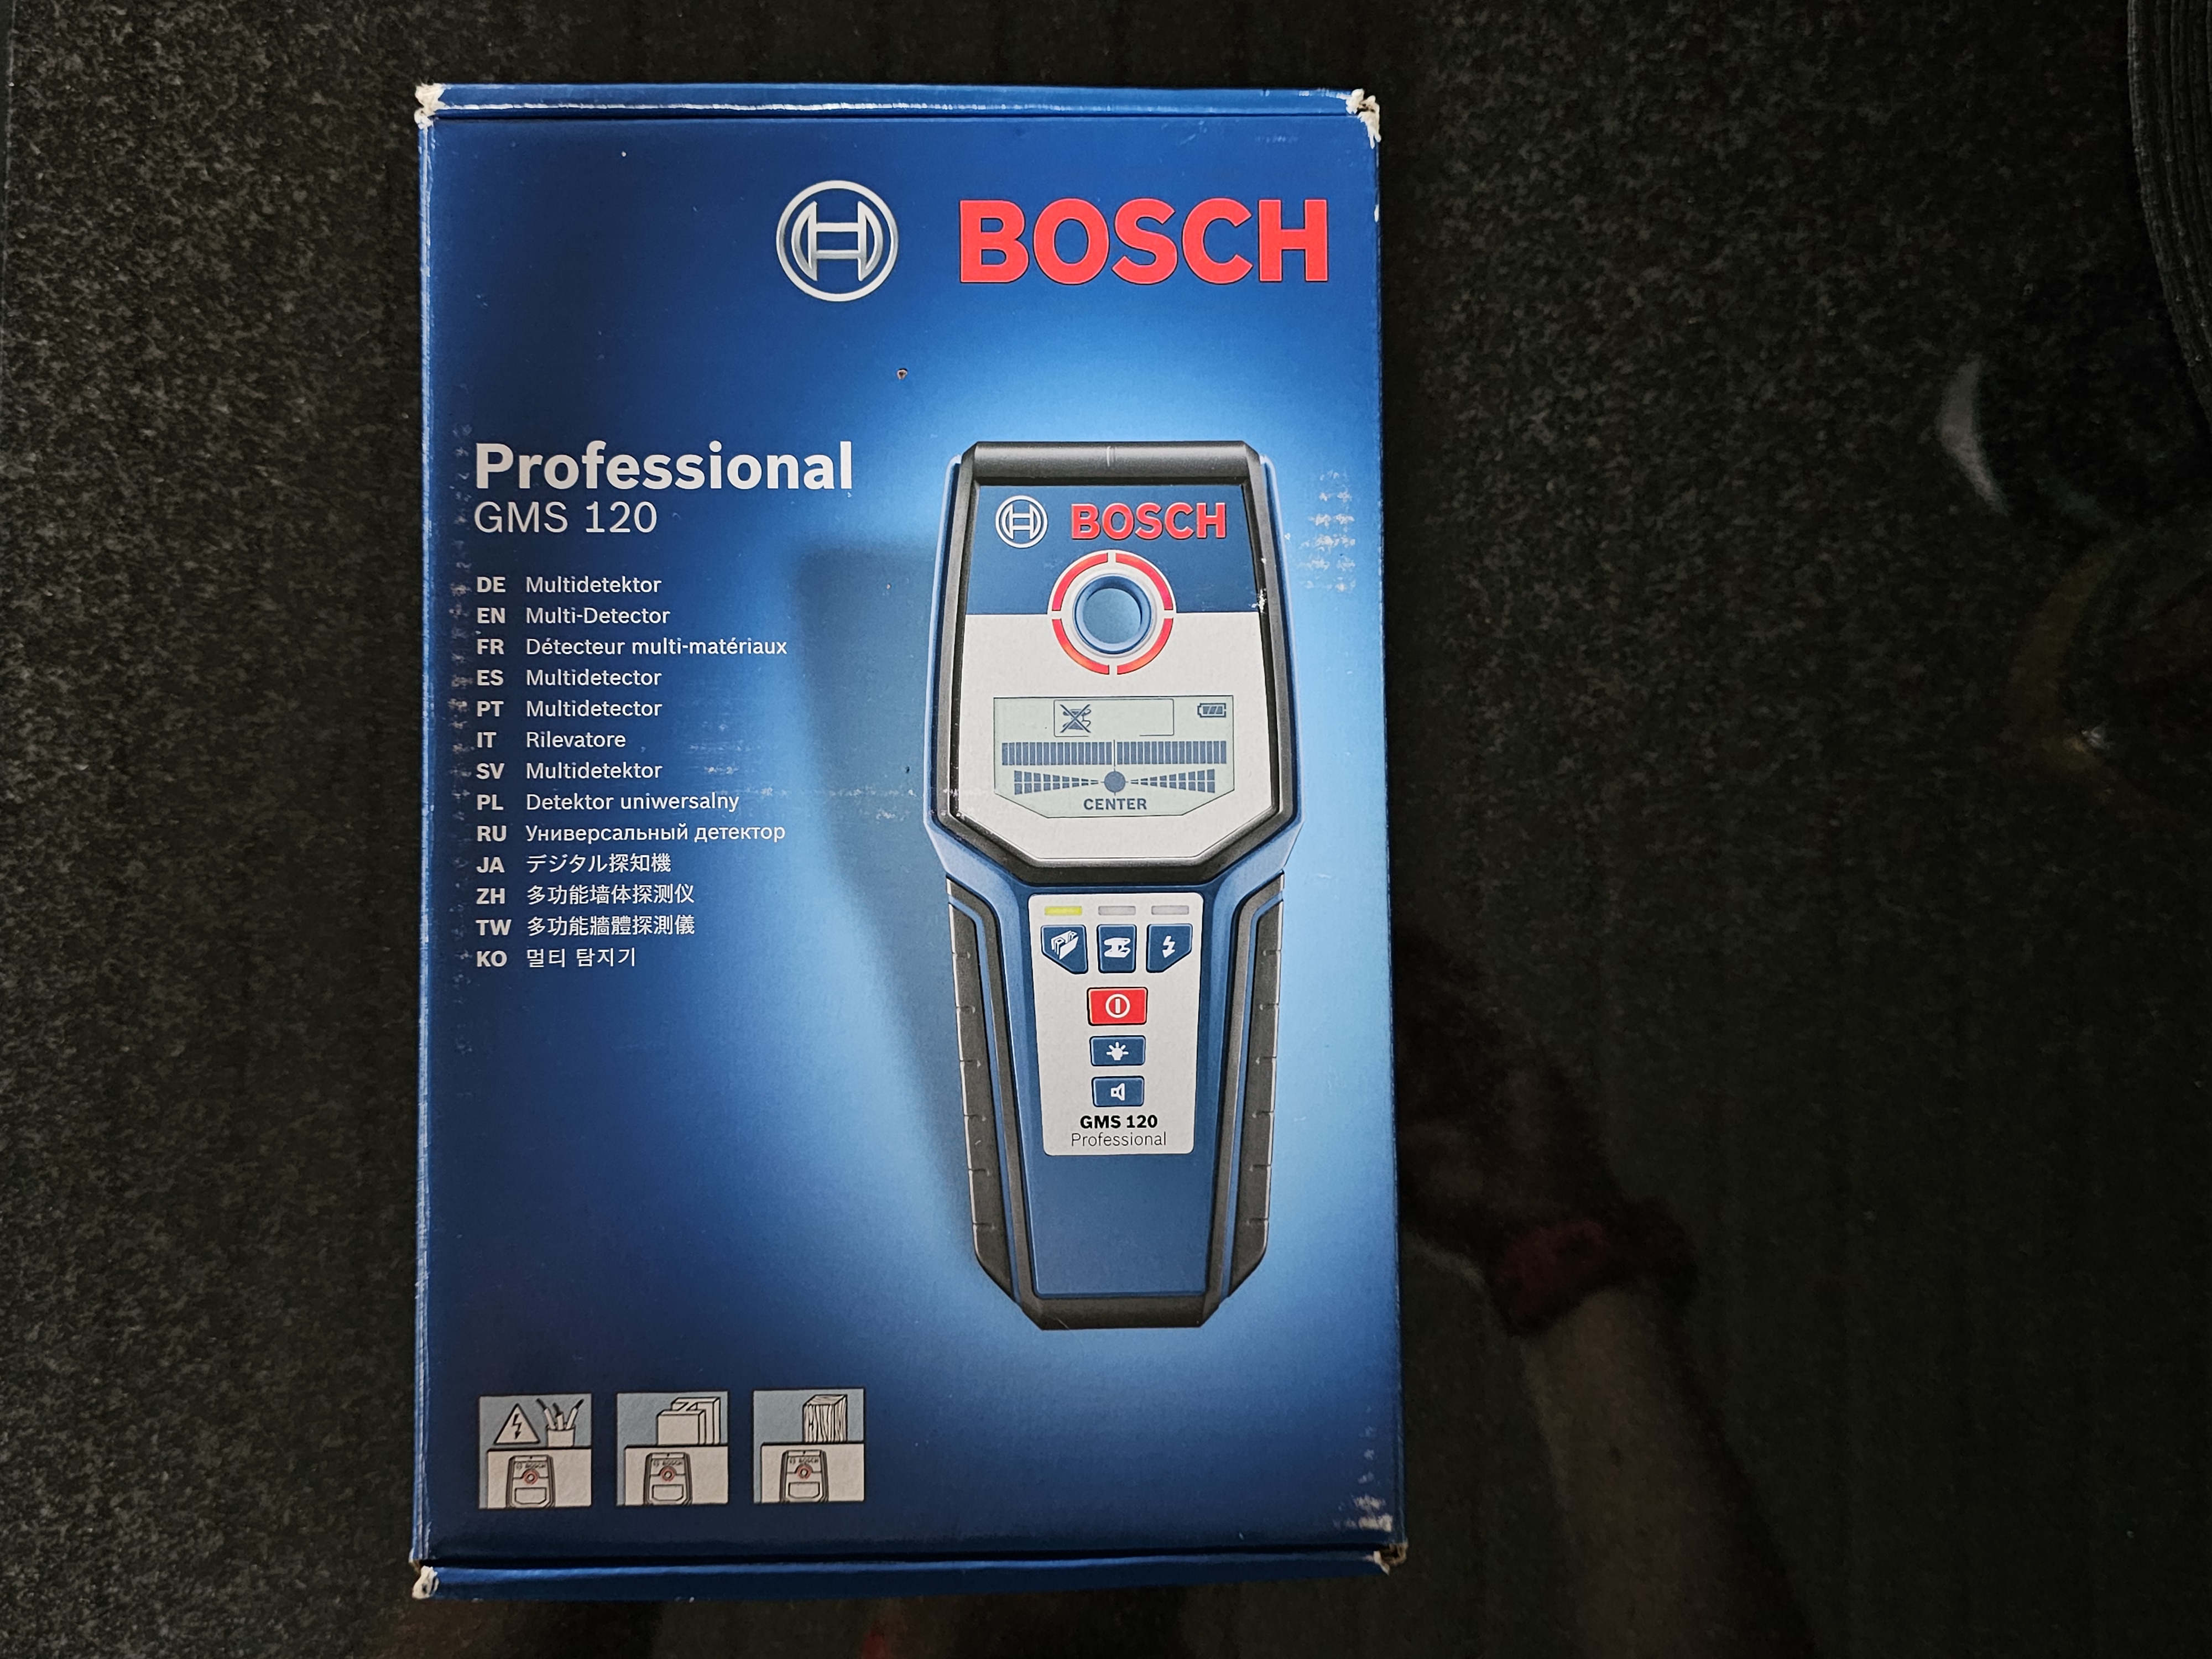 BOSCH
Professional
GMS 120
DE Multidetektor
EN Multi-Detector
FR Détecteur multi-matériaux
ES Multidetector
PT Multidetector
IT Rilevatore
SV Multidetektor
PL Detektor uniwersalny
RU Универсальный детектор
JA デジタル探知機
ZH 多功能墙体探测仪
TW 多功能牆體探測儀
KO 멀티 탐지기
BOSCH
CENTER
GMS 120
Professional
BOSCH
BOSCH
BOSCH